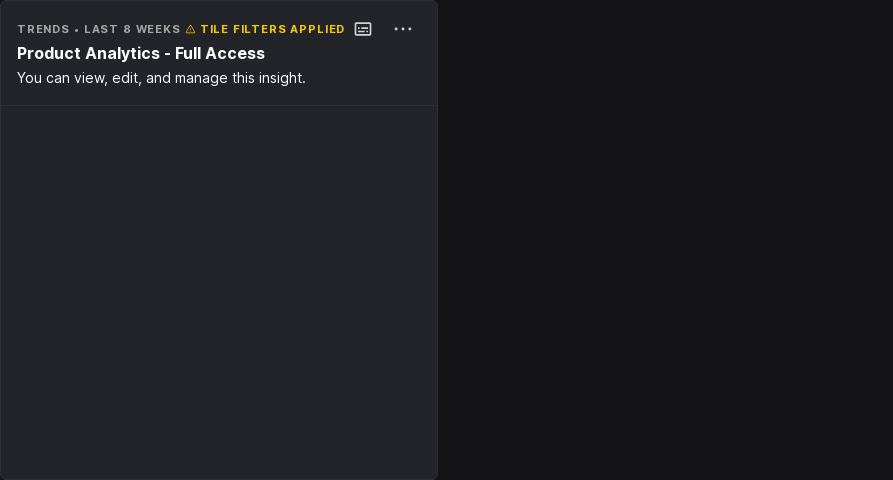 TRENDS • LAST 8 WEEKS ⚠ TILE FILTERS APPLIED
Product Analytics - Full Access
You can view, edit, and manage this insight.